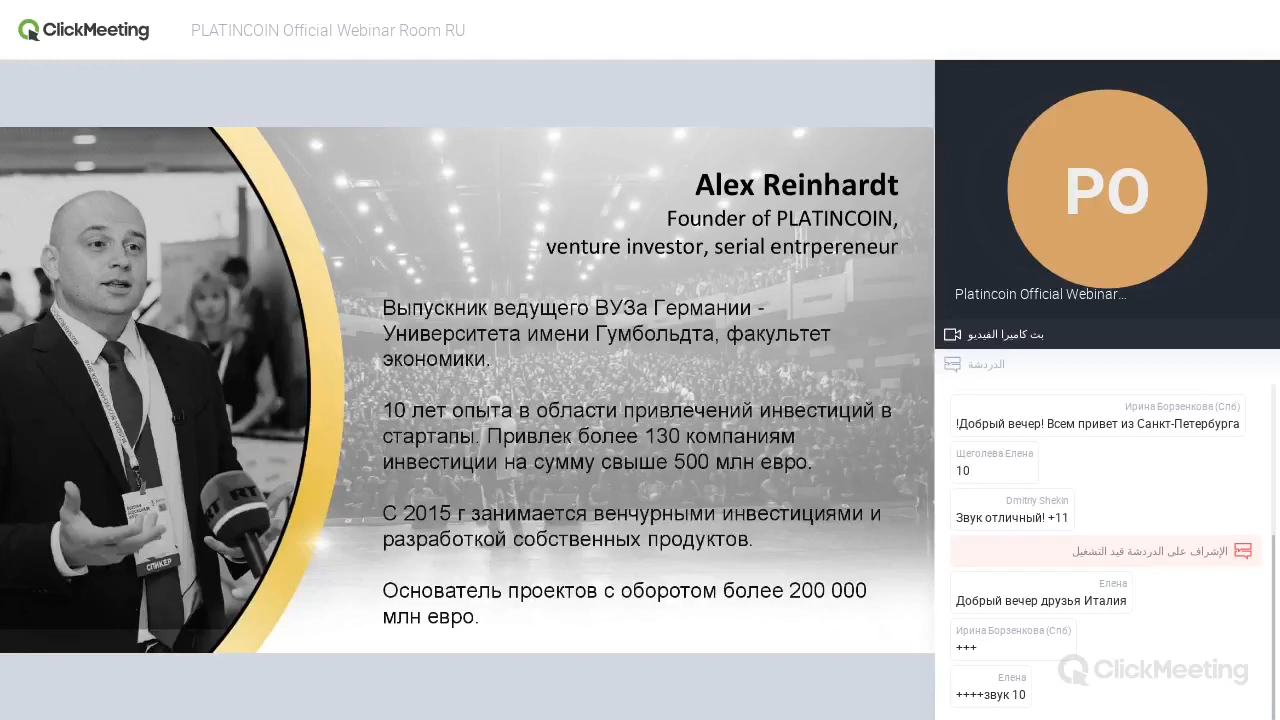 ClickMeeting
PLATINCOIN Official Webinar Room RU
Alex Reinhardt
Founder of PLATINCOIN,
venture investor, serial entrpereneur
Выпускник ведущего ВУЗа Германии -
Университета имени Гумбольдта, факультет
экономики.
10 лет опыта в области привлечений инвестиций в
стартапы. Привлек более 130 компаниям
инвестиции на сумму свыше 500 млн евро.
С 2015 г занимается венчурными инвестициями и
разработкой собственных продуктов.
Основатель проектов с оборотом более 200 000
млн евро.
RT
СПИКЕР
PO
Platincoin Official Webinar...
بث كاميرا الفيديو
الدردشة
Ирина Борзенкова (Спб)
!Добрый вечер! Всем привет из Санкт-Петербурга
Щеголева Елена
10
Dmitriy Shekin
Звук отличный! +11
الإشراف على الدردشة قيد التشغيل
Елена
Добрый вечер друзья Италия
Ирина Борзенкова (Спб)
+++
Елена
++++звук 10
ClickMeeting